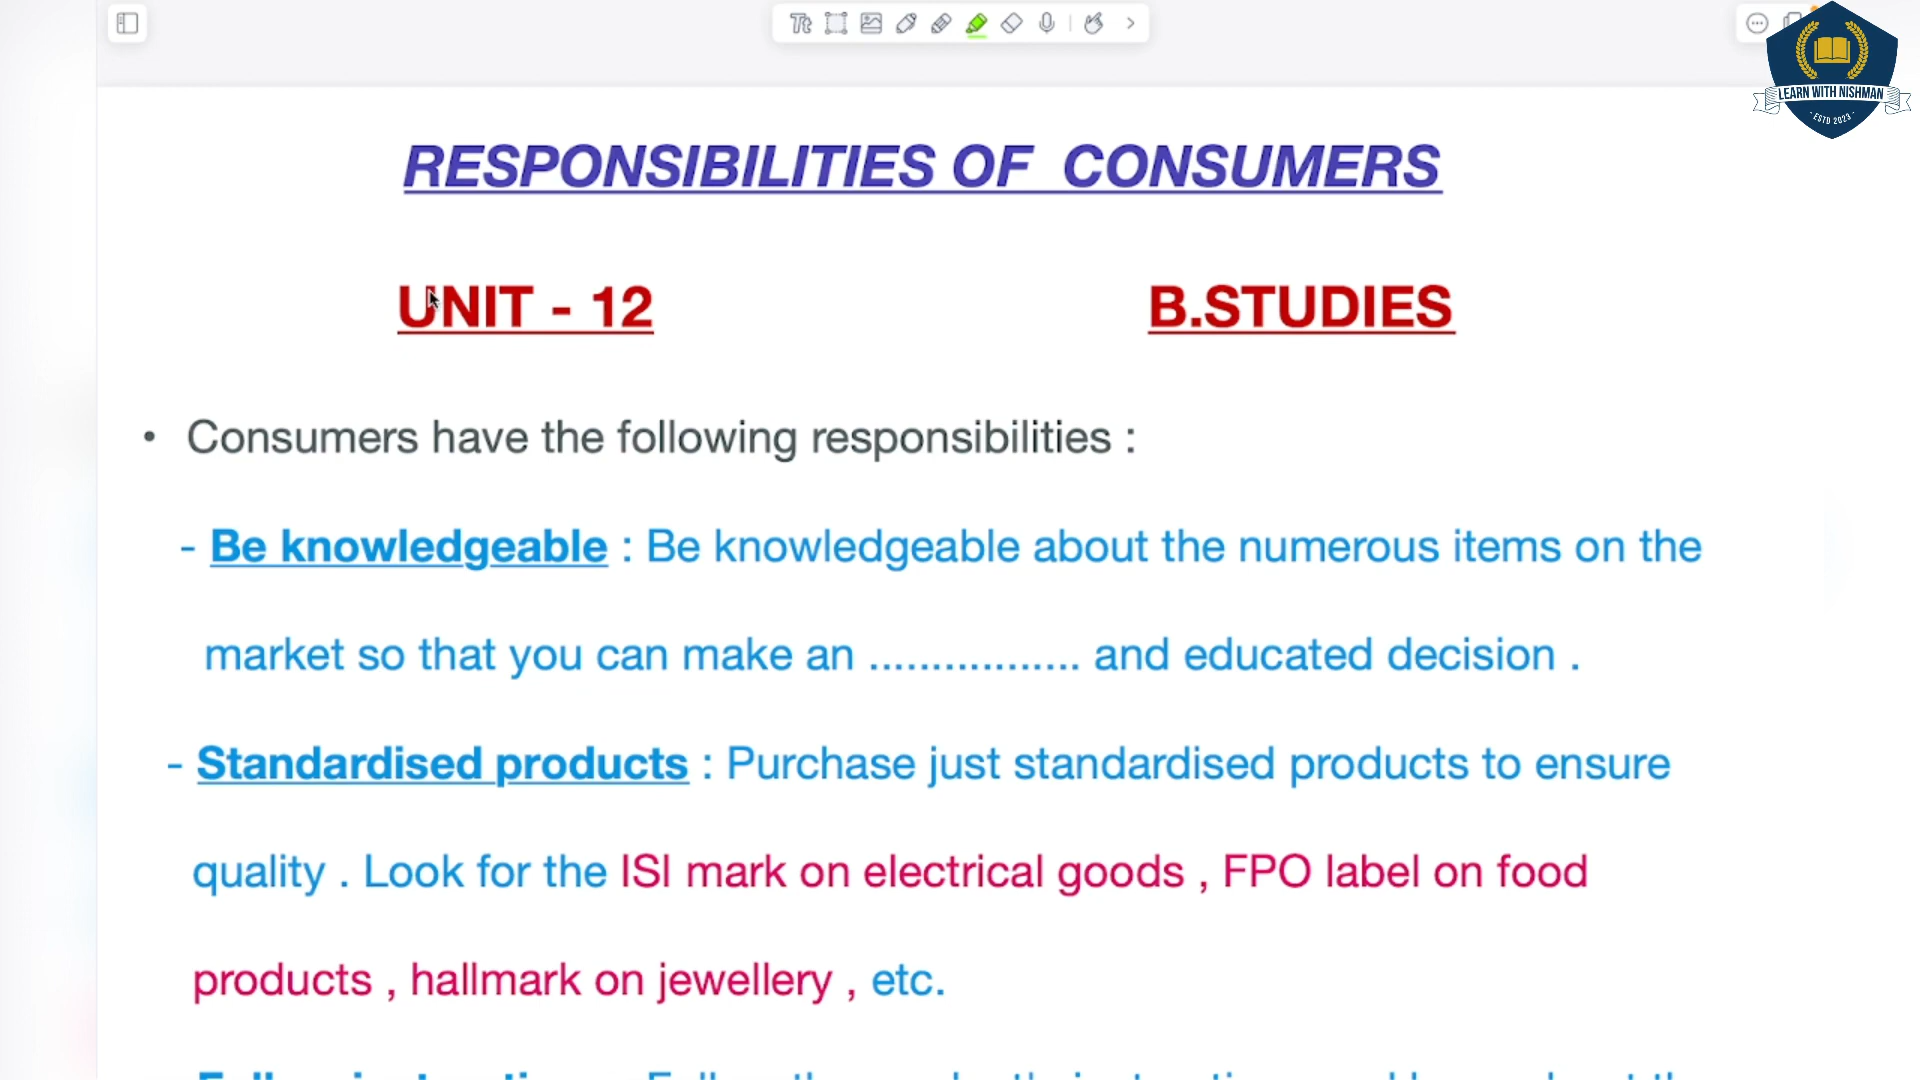 LEARN WITH NISHMAN
ESTD 2023
RESPONSIBILITIES OF CONSUMERS
UNIT - 12 B.STUDIES
• Consumers have the following responsibilities :
- Be knowledgeable : Be knowledgeable about the numerous items on the
market so that you can make an ................. and educated decision .
- Standardised products : Purchase just standardised products to ensure
quality . Look for the ISI mark on electrical goods , FPO label on food
products , hallmark on jewellery , etc.